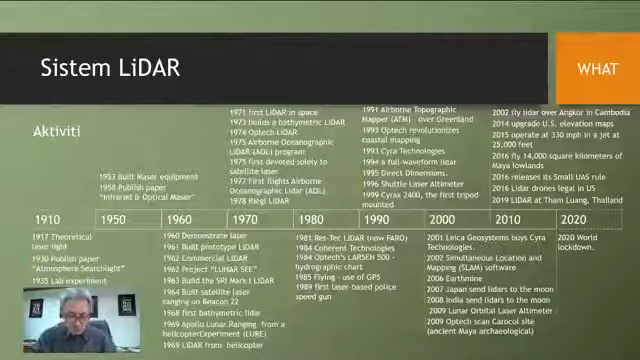 Sistem LiDAR
WHAT
Aktiviti
1953 Built Maser equipment
1958 Publish paper
"Infrared & Optical Maser"
1971 first LiDAR in space
1973 builds a bathymetric LiDAR
1974 Optech LiDAR
1975 Airborne Oceanographic
LiDAR (AOL) program
1975 first devoted solely to
satellite laser
1977 First flights Airborne
Oceanographic Lidar (AOL)
1978 Riegl LiDAR
1991 Airborne Topographic
Mapper (ATM) - over Greenland
1993 Optech revolutionizes
coastal mapping
1993 Cyra Technologies
1994 a full-waveform lidar
1995 Direct Dimensions.
1996 Shuttle Laser Altimeter
1999 Cyrax 2400, the first tripod-
mounted
2002 fly lidar over Angkor in Cambodia
2014 upgrade U.S. elevation maps
2015 operate at 330 mph in a jet at
25,000 feet
2016 fly 14,000 square kilometers of
Maya lowlands
2016 releases its Small UAS rule
2016 Lidar drones legal in US
2019 LiDAR at Tham Luang, Thailand
1910
1950
1960
1970
1980
1990
2000
2010
2020
1917 Theoretical
laser light
1930 Publish paper
"Atmosphere Searchlight"
1935 Lab experiment
1960 Demonstrate laser
1961 Built prototype LiDAR
1962 Commercial LiDAR
1962 Project "LUNAR SEE"
1963 Build the SRI Mark I LIDAR
1964 Built satellite laser
ranging on Beacon 22
1968 first bathymetric lidar
1969 Apollo Lunar Ranging from a
helicopterExperiment (LURE)
1969 LiDAR from helicopter
1981 Bes-Tec LiDAR (now FARO)
1984 Coherent Technologies
1984 Optech's LARSEN 500 -
hydrographic chart
1985 Flying - use of GPS
1989 first laser-based police
speed gun
2001 Leica Geosystems buys Cyra
Technologies.
2002 Simultaneous Location and
Mapping (SLAM) software
2006 Earthmine
2007 Japan send lidars to the moon
2008 India send lidars to the moon
2009 Lunar Orbital Laser Altimeter
2009 Optech scan Caracol site
(ancient Maya archaeological)
2020 World
lockdown.